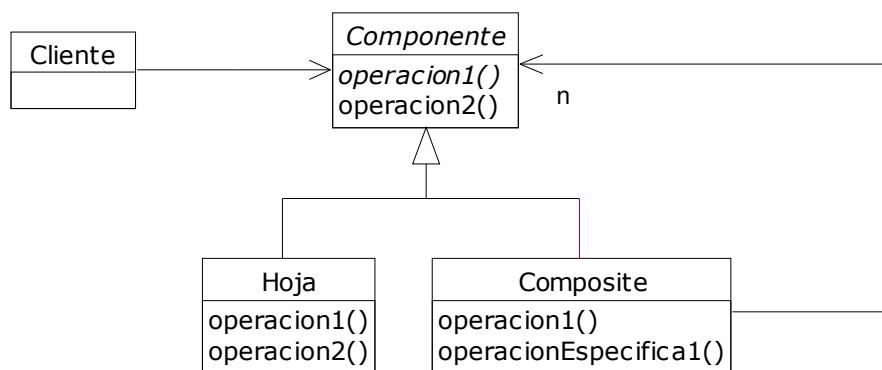 Cliente
Componente
operacion1()
operacion2()
n
Hoja
operacion1()
operacion2()
Composite
operacion1()
operacionEspecifica1()